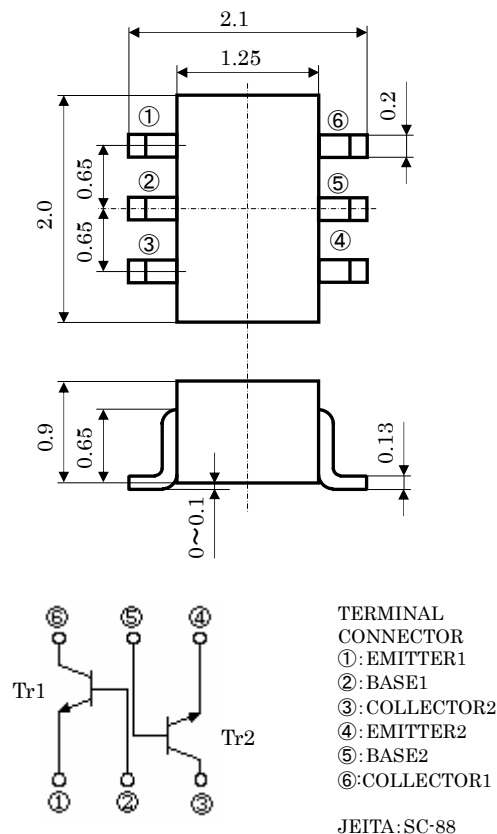 2.1
1.25
① ⑥
0.2
0.65
② ⑤
2.0
0.65
③ ④
0.9
0.65
0.13
0~0.1
⑥ ⑤ ④
Tr1
Tr2
① ② ③
TERMINAL
CONNECTOR
①:EMITTER1
②:BASE1
③:COLLECTOR2
④:EMITTER2
⑤:BASE2
⑥:COLLECTOR1
JEITA:SC-88